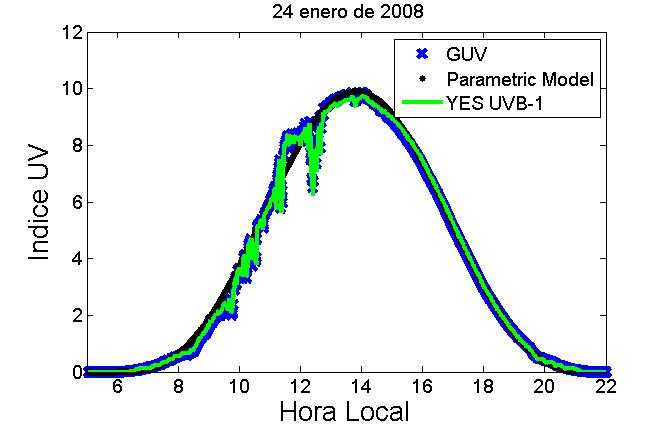 24 enero de 2008
12
10
8
6
4
2
0
Indice UV
GUV
Parametric Model
YES UVB-1
6 8 10 12 14 16 18 20 22
Hora Local